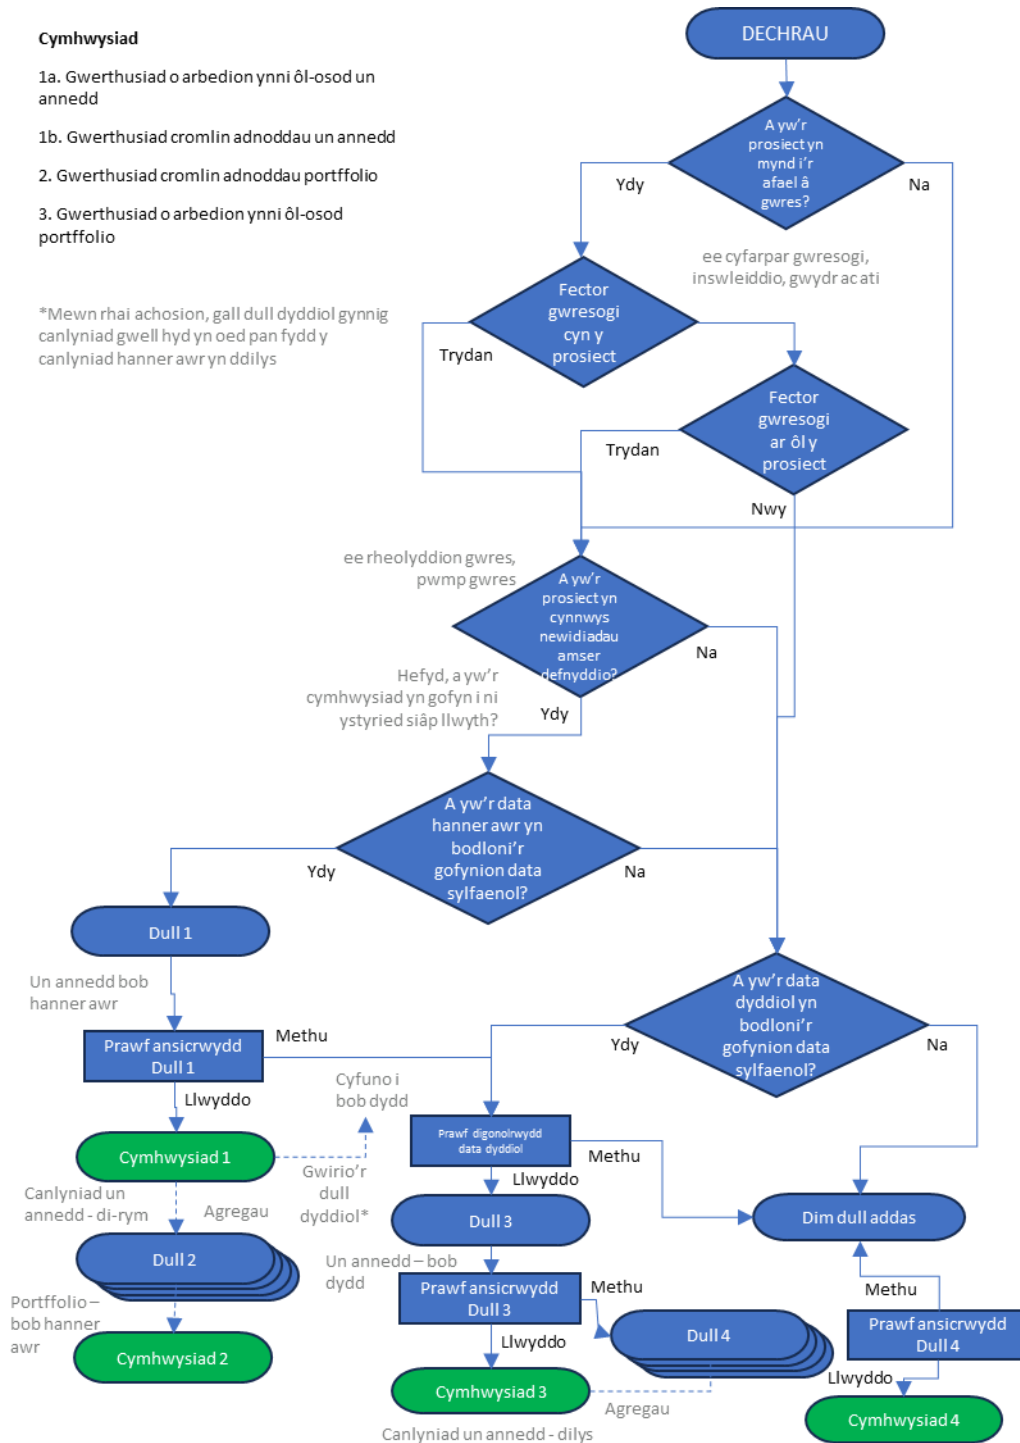 Cymhwysiad
1a. Gwerthusiad o arbedion ynni ôl-osod un
annedd
1b. Gwerthusiad cromlin adnoddau un annedd
2. Gwerthusiad cromlin adnoddau portffolio
3. Gwerthusiad o arbedion ynni ôl-osod
portffolio
*Mewn rhai achosion, gall dull dyddiol gynnig
canlyniad gwell hyd yn oed pan fydd y
canlyniad hanner awr yn ddilys
DECHRAU
A yw'r
prosiect yn
mynd i'r
afael â
gwres?
Ydy
Na
ee cyfarpar gwresogi,
inswleiddio, gwydr ac ati
Fector
gwresogi
cyn y
prosiect
Trydan
Fector
gwresogi
ar ôl y
prosiect
Trydan
Nwy
ee rheolyddion gwres,
pwmp gwres
A yw'r
prosiect yn
cynnwys
newidiadau
amser
defnyddio?
Na
Hefyd, a yw'r
cymhwysiad yn gofyn i ni
ystyried siâp llwyth?
Ydy
A yw'r data
hanner awr yn
bodloni'r
gofynion data
sylfaenol?
Ydy
Na
Dull 1
Un annedd bob
hanner awr
A yw'r data
dyddiol yn
bodloni'r
gofynion data
sylfaenol?
Ydy
Na
Prawf ansicrwydd
Dull 1
Methu
Llwyddo
Cyfuno i
bob dydd
Cymhwysiad 1
Gwirio'r
dull
dyddiol*
Prawf digonolrwydd
data dyddiol
Methu
Llwyddo
Canlyniad un
annedd - di-rym
Agregau
Dull 3
Dim dull addas
Dull 2
Un annedd – bob
dydd
Portffolio –
bob hanner
awr
Prawf ansicrwydd
Dull 3
Methu
Llwyddo
Dull 4
Methu
Prawf ansicrwydd
Dull 4
Llwyddo
Cymhwysiad 2
Cymhwysiad 3
Agregau
Cymhwysiad 4
Canlyniad un annedd - dilys